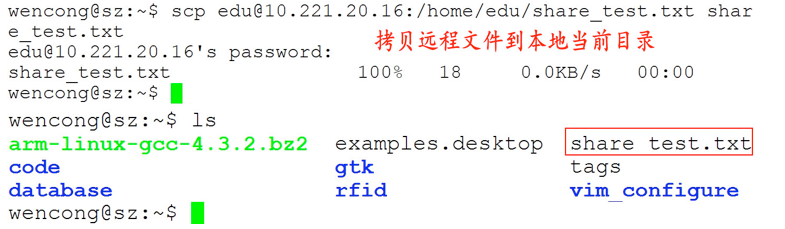 wencong@sz:~$ scp edu@10.221.20.16:/home/edu/share_test.txt shar
e_test.txt
edu@10.221.20.16's password:
拷贝远程文件到本地当前目录
share_test.txt 100% 18 0.0KB/s 00:00
wencong@sz:~$
wencong@sz:~$ ls
arm-linux-gcc-4.3.2.bz2 examples.desktop share_test.txt
code gtk tags
database rfid vim_configure
wencong@sz:~$